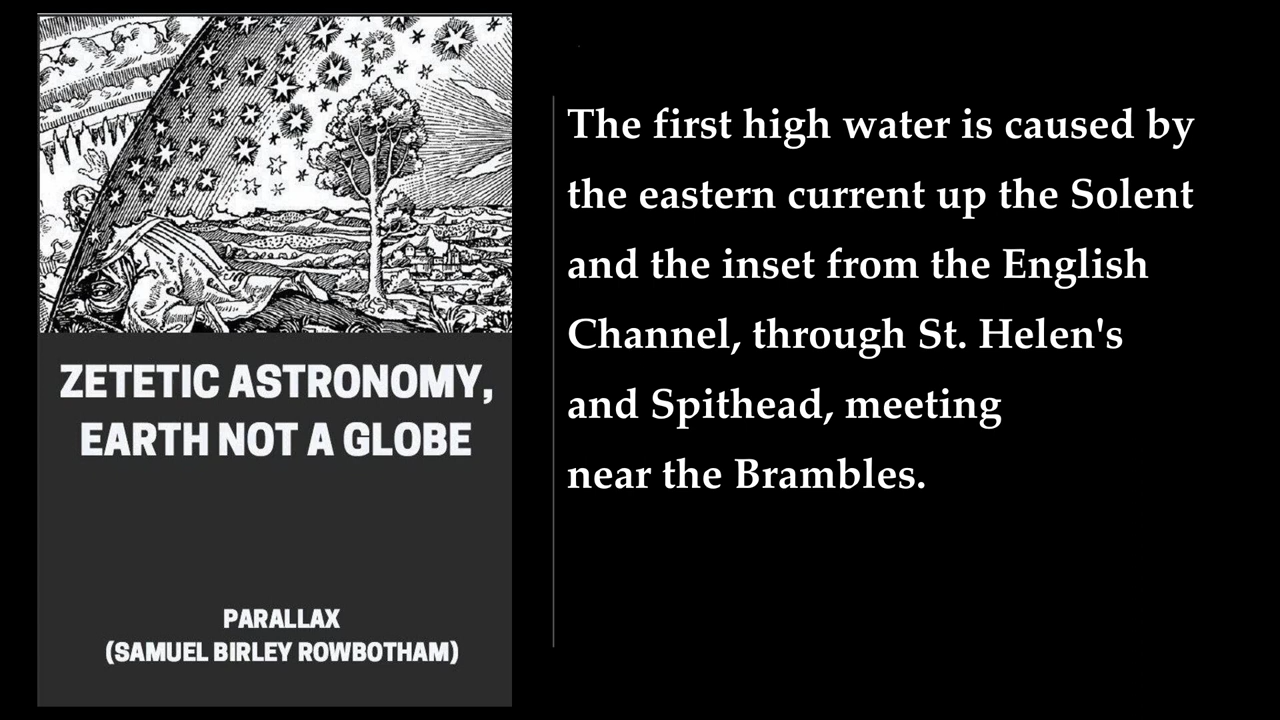 ZETETIC ASTRONOMY,
EARTH NOT A GLOBE
PARALLAX
(SAMUEL BIRLEY ROWBOTHAM)
The first high water is caused by
the eastern current up the Solent
and the inset from the English
Channel, through St. Helen's
and Spithead, meeting
near the Brambles.